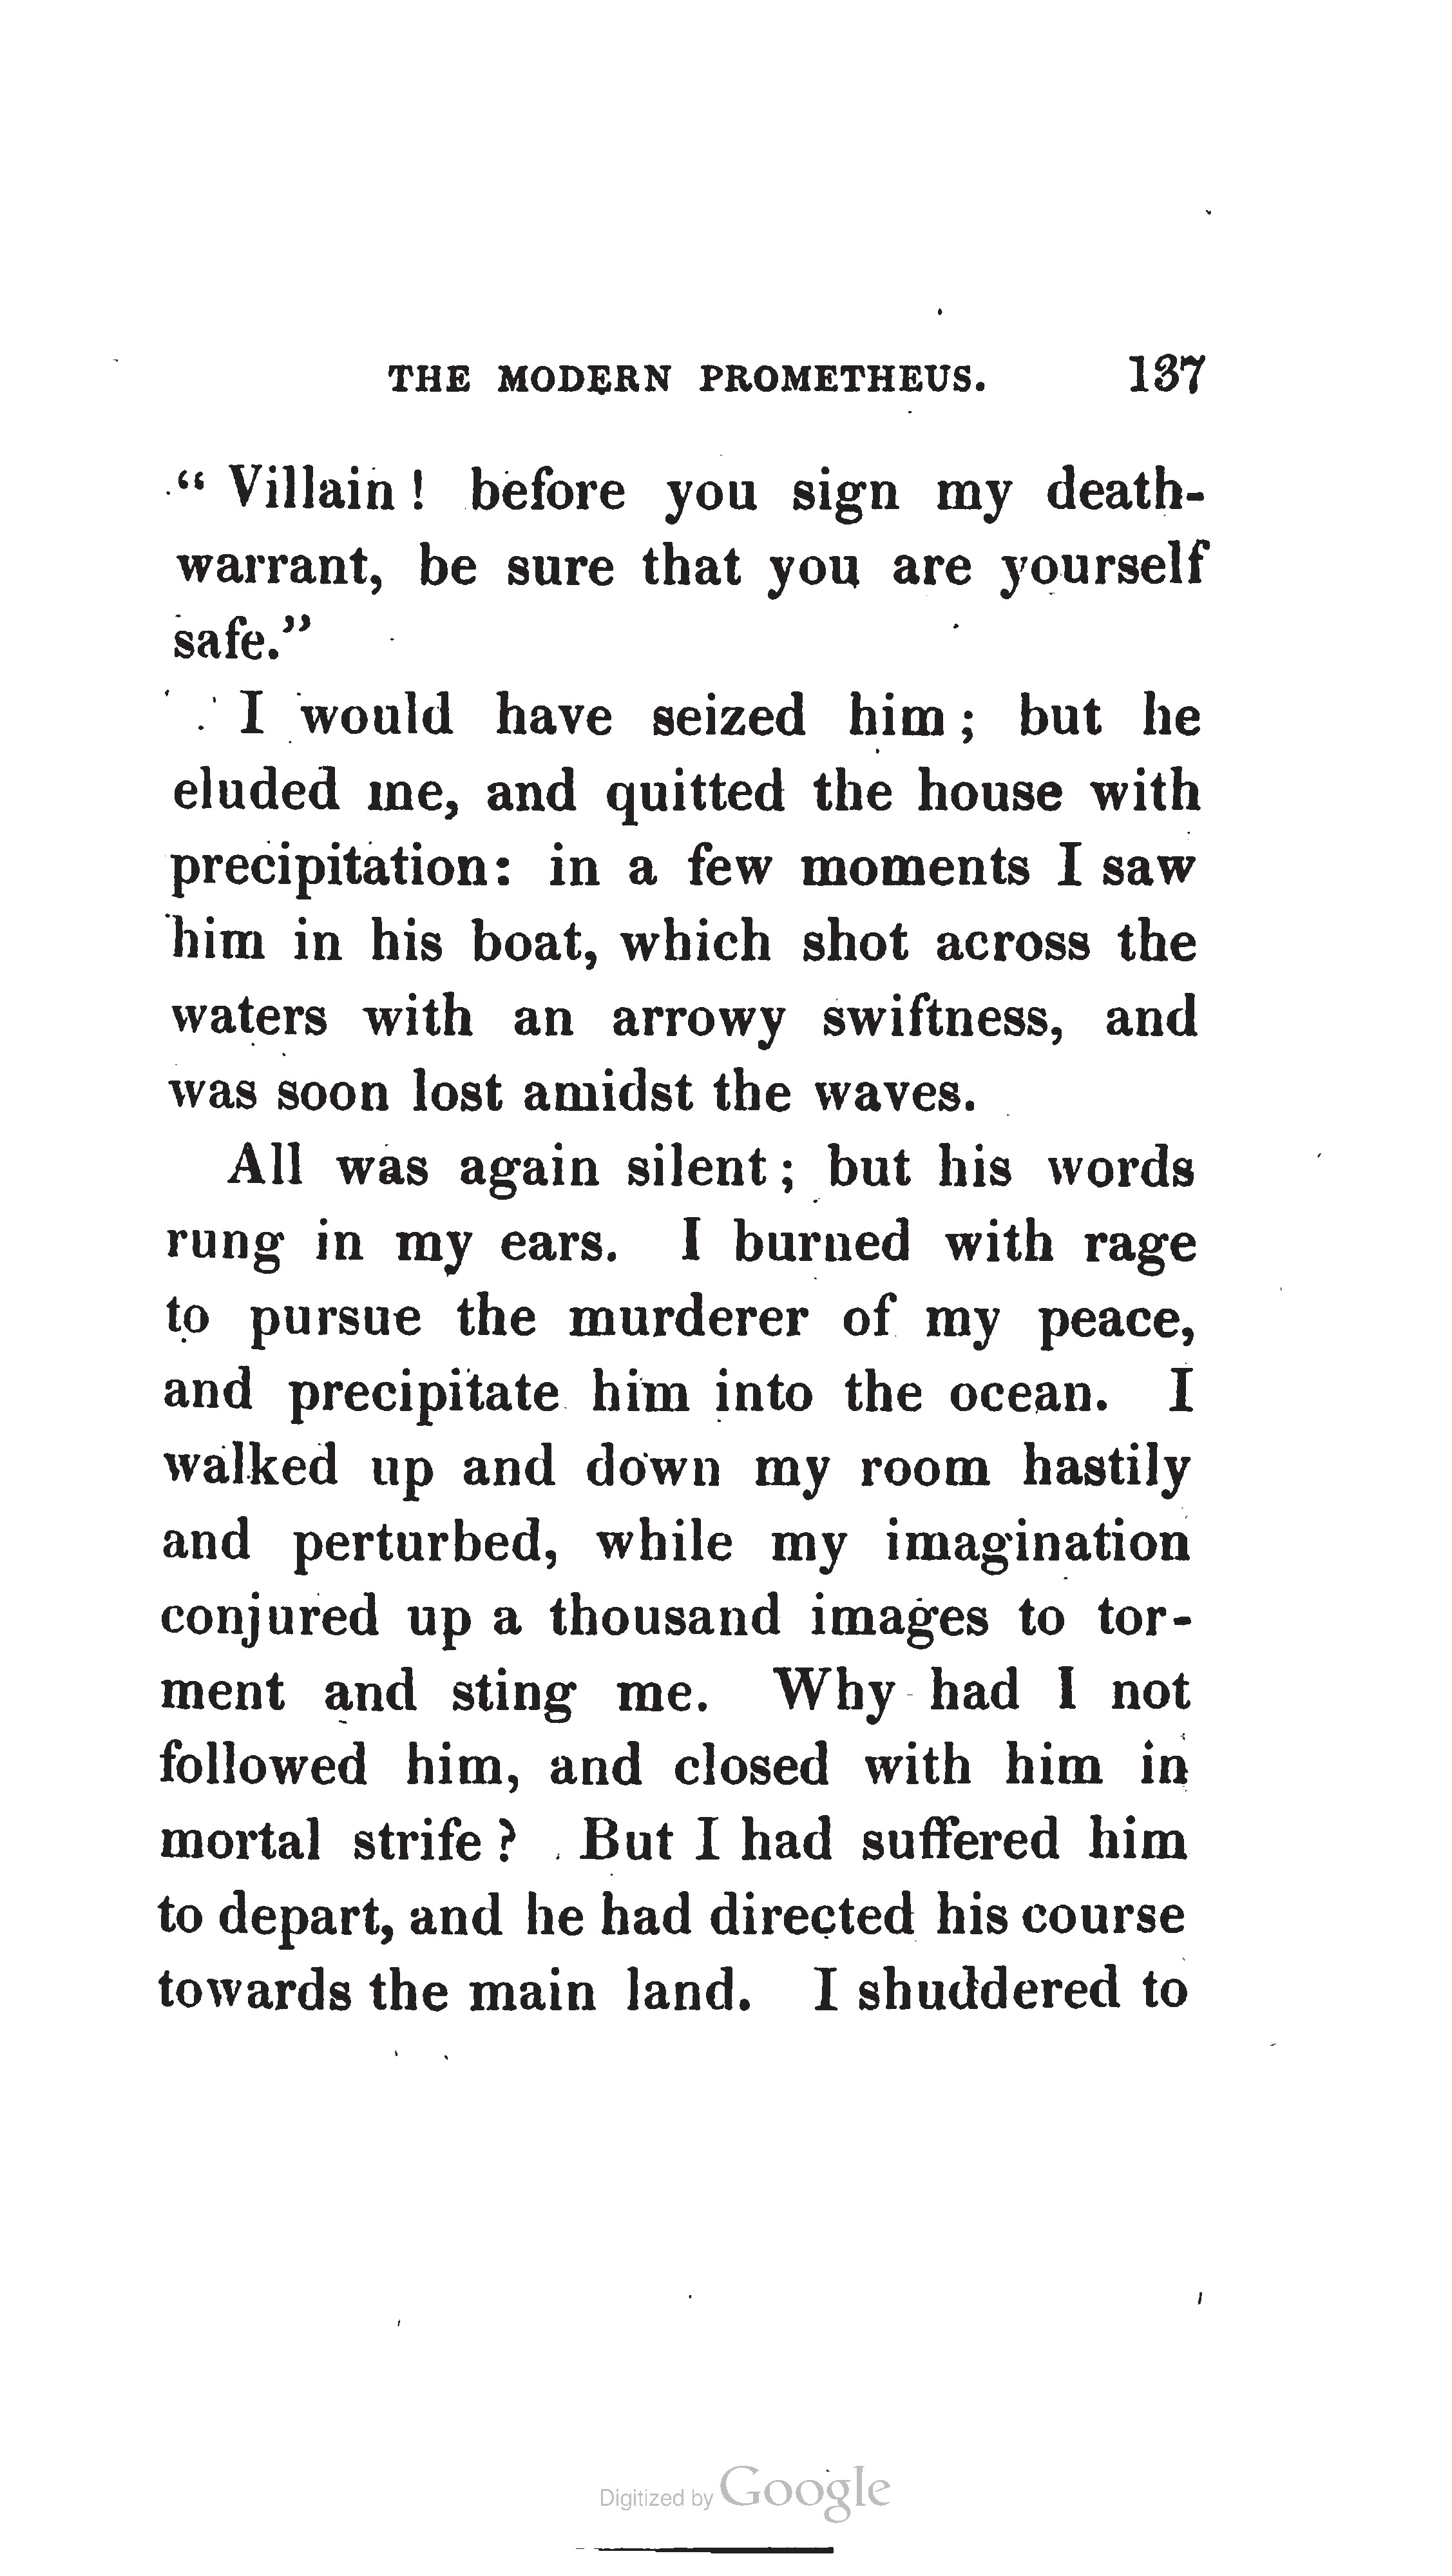 THE MODERN PROMETHEUS. 137
“ Villain ! before you sign my death-
warrant, be sure that you are yourself
safe.”
I would have seized him ; but he
eluded me, and quitted the house with
precipitation: in a few moments I saw
him in his boat, which shot across the
waters with an arrowy swiftness, and
was soon lost amidst the waves.
All was again silent ; but his words
rung in my ears. I burned with rage
to pursue the murderer of my peace,
and precipitate him into the ocean. I
walked up and down my room hastily
and perturbed, while my imagination
conjured up a thousand images to tor-
ment and sting me. Why had I not
followed him, and closed with him in
mortal strife ? But I had suffered him
to depart, and he had directed his course
towards the main land. I shuddered to
Digitized by Google